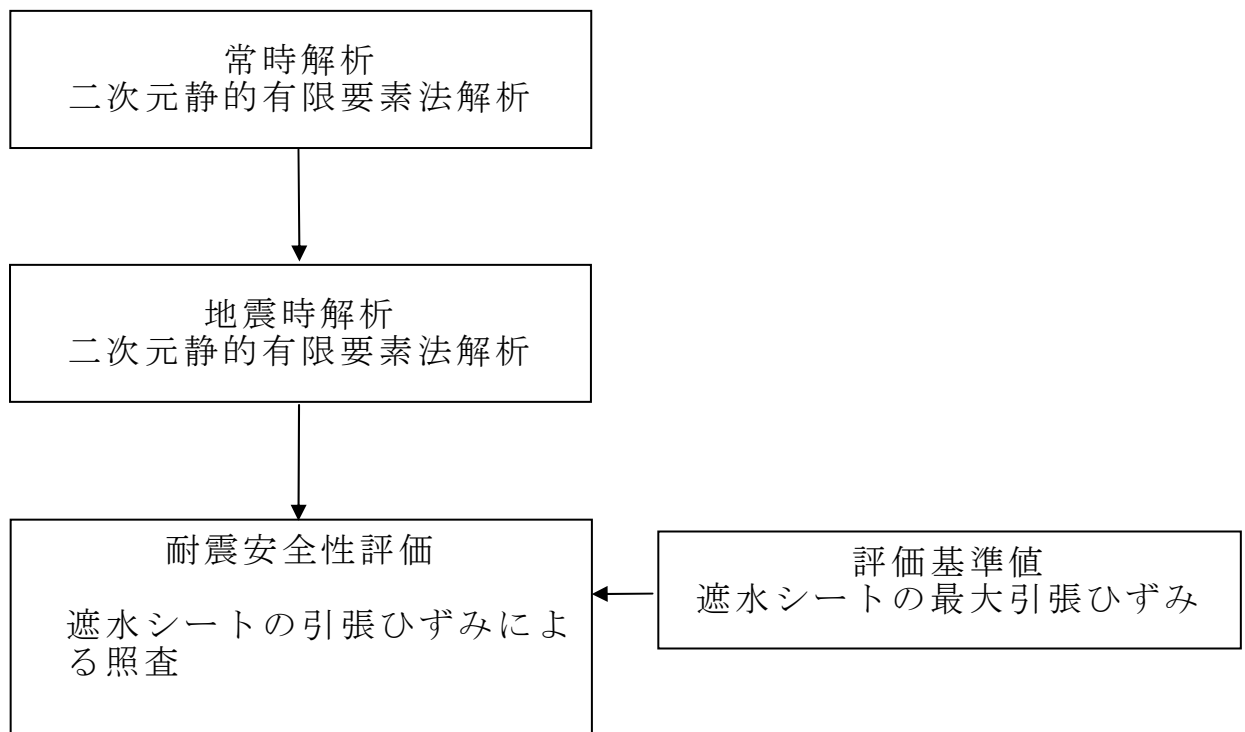 常時解析
二次元静的有限要素法解析
地震時解析
二次元静的有限要素法解析
耐震安全性評価
遮水シートの引張ひずみによ
る照査
評価基準値
遮水シートの最大引張ひずみ